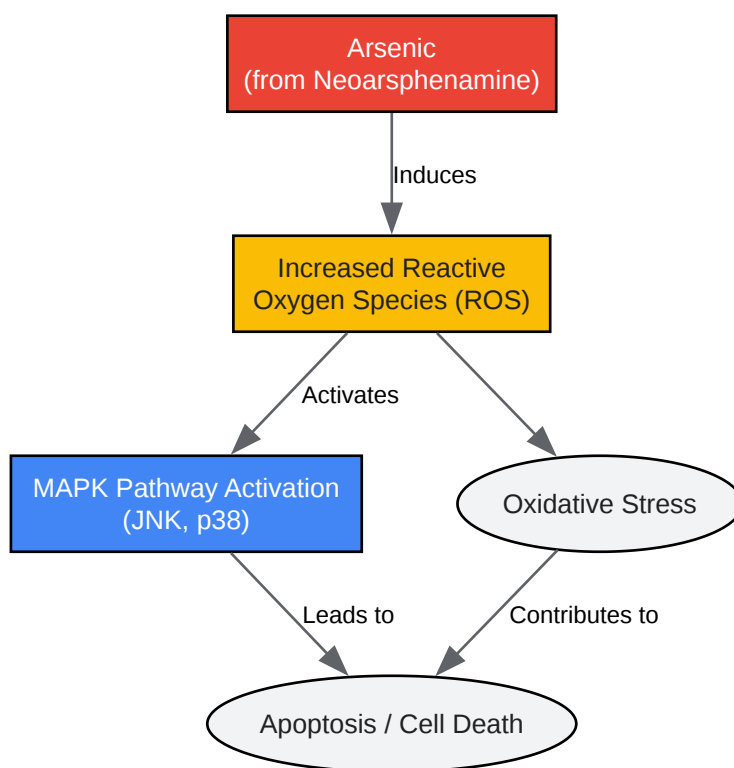 Arsenic
(from Neoarsphenamine)
Induces
Increased Reactive
Oxygen Species (ROS)
Activates
MAPK Pathway Activation
(JNK, p38)
Oxidative Stress
Leads to
Contributes to
Apoptosis / Cell Death